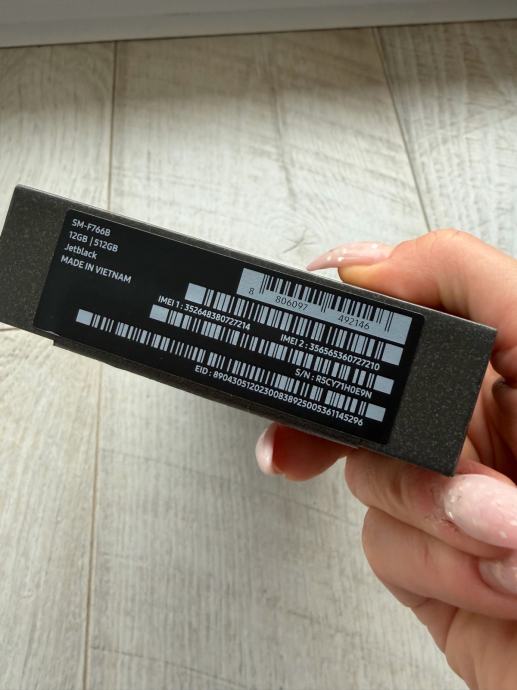 SM-F766B
12GB | 512GB
Jetblack
MADE IN VIETNAM
8 806097 492146
IMEI 1 : 352648380727214
IMEI 2 : 356565360727210
S/N : R5CY71H0E9N
EID : 89043051202300838925005361145296